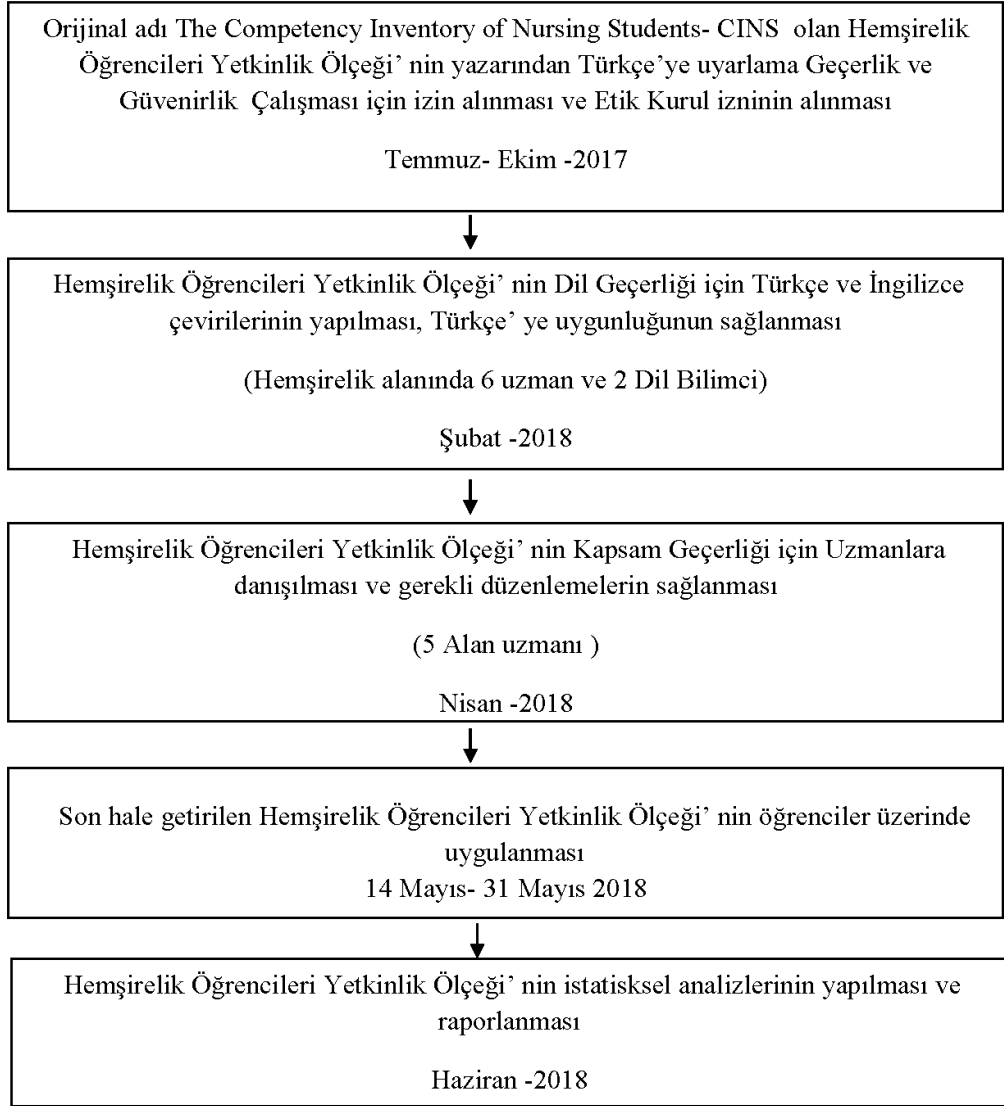 Orijinal adı The Competency Inventory of Nursing Students- CINS  olan Hemşirelik
Öğrencileri Yetkinlik Ölçeği’ nin yazarından Türkçe’ye uyarlama Geçerlik ve
Güvenirlik  Çalışması için izin alınması ve Etik Kurul izninin alınması
Temmuz- Ekim -2017
Hemşirelik Öğrencileri Yetkinlik Ölçeği’ nin Dil Geçerliği için Türkçe ve İngilizce
çevirilerinin yapılması, Türkçe’ ye uygunluğunun sağlanması
(Hemşirelik alanında 6 uzman ve 2 Dil Bilimci)
Şubat -2018
Hemşirelik Öğrencileri Yetkinlik Ölçeği’ nin Kapsam Geçerliği için Uzmanlara
danışılması ve gerekli düzenlemelerin sağlanması
(5 Alan uzmanı )
Nisan -2018
Son hale getirilen Hemşirelik Öğrencileri Yetkinlik Ölçeği’ nin öğrenciler üzerinde
uygulanması
14 Mayıs- 31 Mayıs 2018
Hemşirelik Öğrencileri Yetkinlik Ölçeği’ nin istatisksel analizlerinin yapılması ve
raporlanması
Haziran -2018